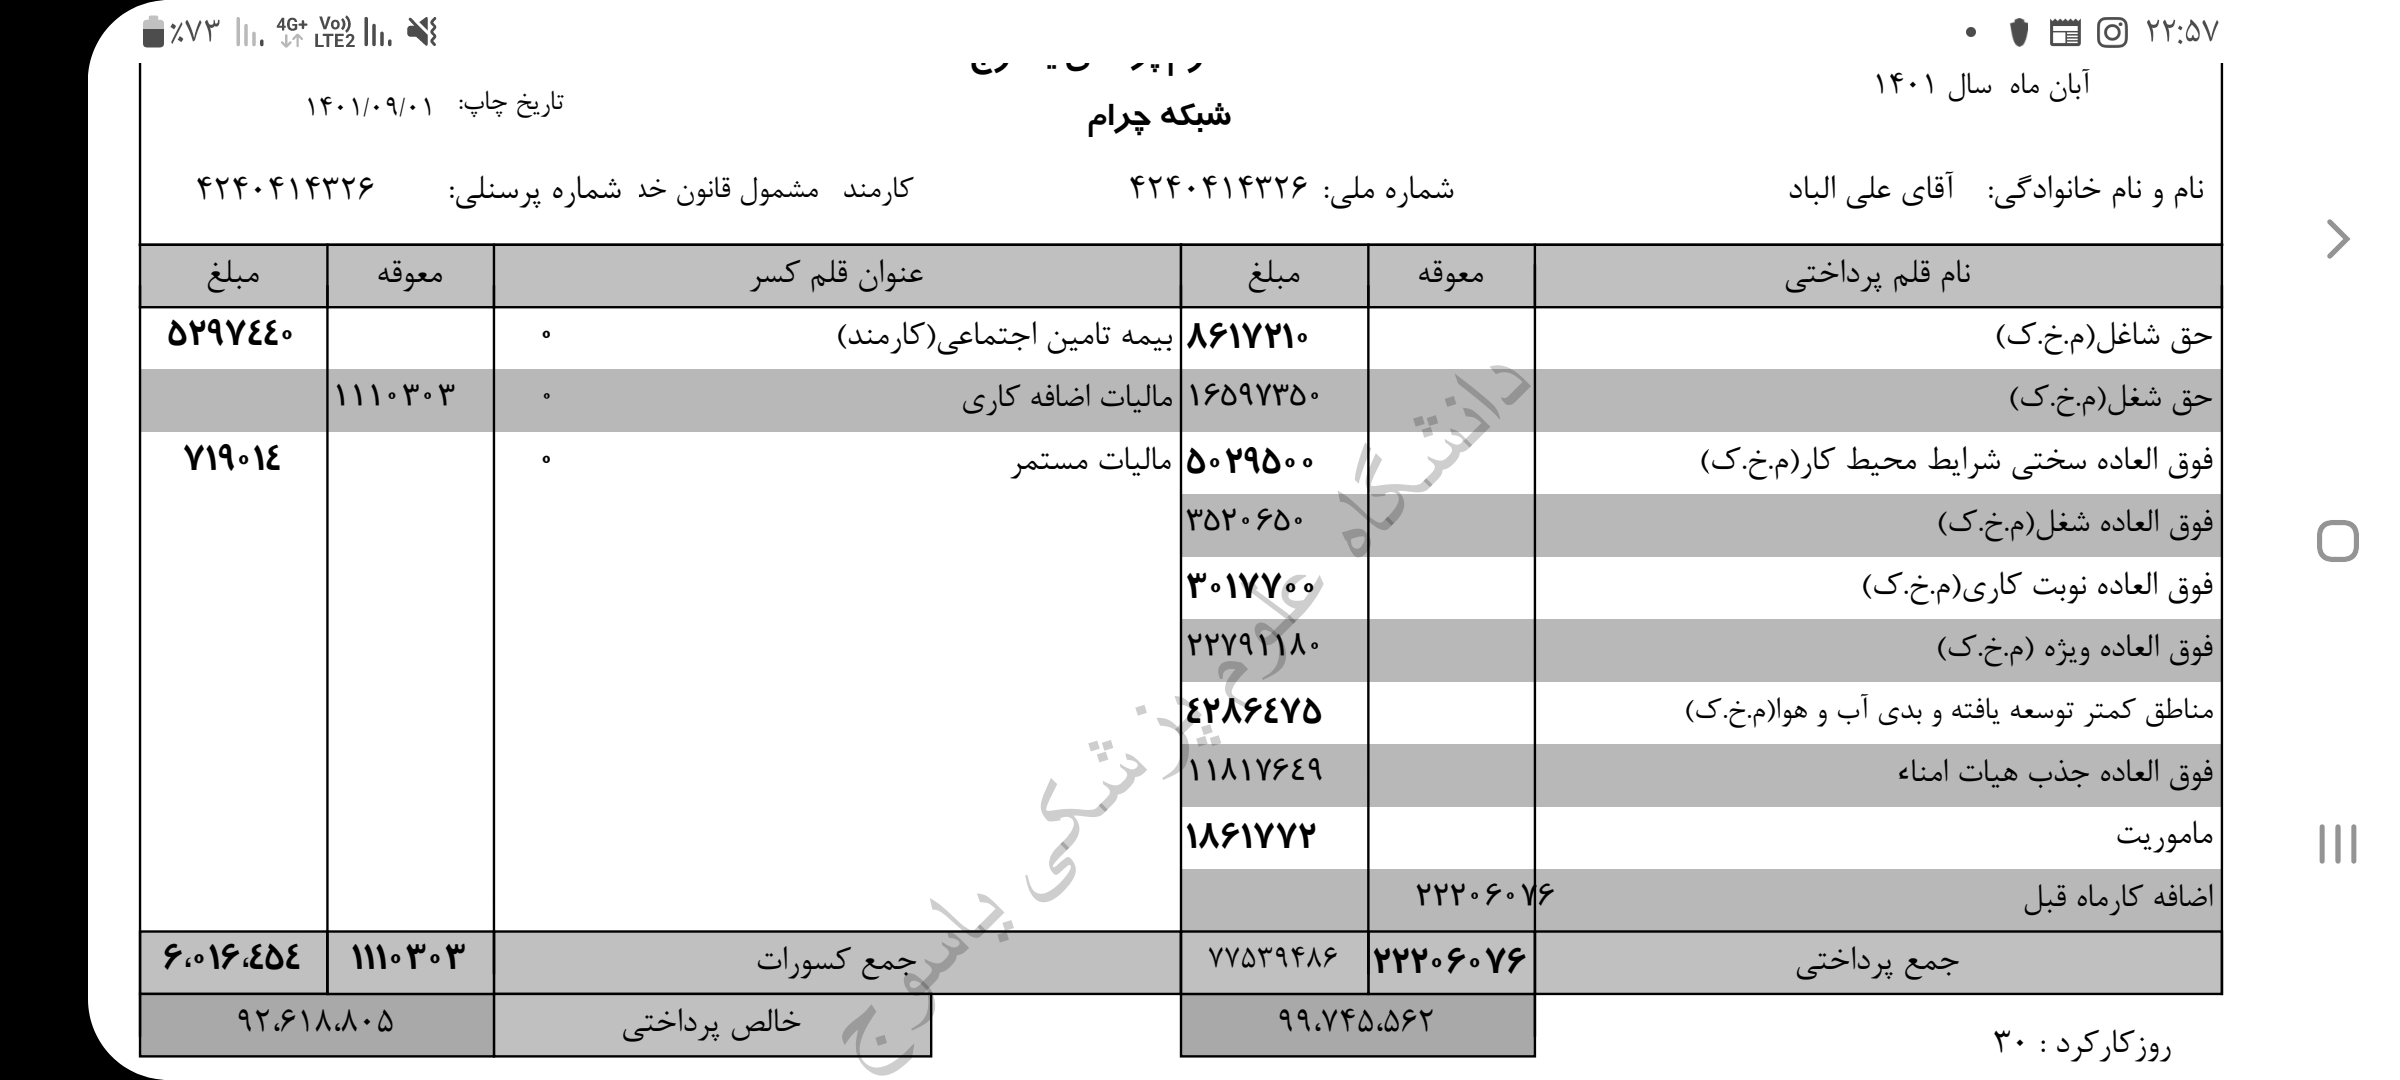 ۲۲:۵۷
4G+ Vo)) LTE2 ٪۷۳
آبان ماه سال ۱۴۰۱
شبکه چرام
تاریخ چاپ: ۱۴۰۱/۰۹/۰۱
نام و نام خانوادگی: آقای علی الباد شماره ملی: ۴۲۴۰۴۱۴۳۲۶ کارمند مشمول قانون خد شماره پرسنلی: ۴۲۴۰۴۱۴۳۲۶
نام قلم پرداختی معوقه مبلغ عنوان قلم کسر معوقه مبلغ
حق شاغل(م.خ.ک) ۸۶۱۷۲۱۰ بیمه تامین اجتماعی(کارمند) ۰ ۵۲۹۷٤٤۰
حق شغل(م.خ.ک) ۱۶۵۹۷۳۵۰ مالیات اضافه کاری ۰ ۱۱۱۰۳۰۳
فوق العاده سختی شرایط محیط کار(م.خ.ک) ۵۰۲۹۵۰۰ مالیات مستمر ۰ ۷۱۹۰۱٤
فوق العاده شغل(م.خ.ک) ۳۵۲۰۶۵۰
فوق العاده نوبت کاری(م.خ.ک) ۳۰۱۷۷۰۰
فوق العاده ویژه (م.خ.ک) ۲۲۷۹۱۱۸۰
مناطق کمتر توسعه یافته و بدی آب و هوا(م.خ.ک) ٤۲۸۶٤۷۵
فوق العاده جذب هیات امناء ۱۱۸۱۷۶٤۹
ماموریت ۱۸۶۱۷۷۲
اضافه کارماه قبل ۲۲۲۰۶۰۷۶
جمع پرداختی ۲۲۲۰۶۰۷۶ ۷۷۵۳۹۴۸۶ جمع کسورات ۱۱۱۰۳۰۳ ۶،۰۱۶،٤۵٤
۹۹،۷۴۵،۵۶۲ خالص پرداختی ۹۲،۶۱۸،۸۰۵
روزکارکرد : ۳۰
دانشگاه علوم پزشکی یاسوج